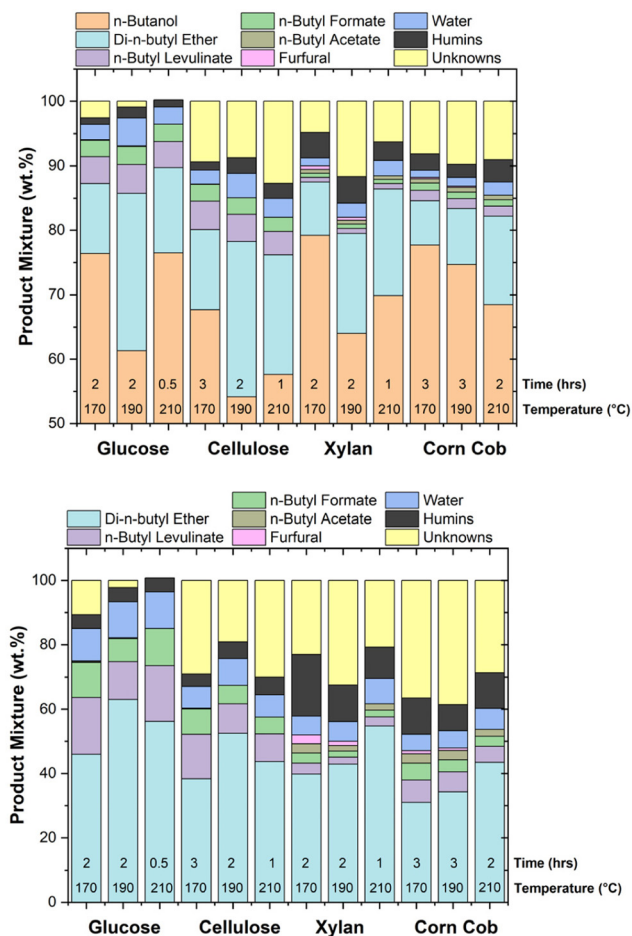 n-Butanol n-Butyl Formate Water
Di-n-butyl Ether n-Butyl Acetate Humins
n-Butyl Levulinate Furfural Unknowns
Product Mixture (wt.%)
100
90
80
70
60
50
2 2 0.5 3 2 1 2 2 1 3 3 2 Time (hrs)
170 190 210 170 190 210 170 190 210 170 190 210 Temperature (°C)
Glucose Cellulose Xylan Corn Cob
n-Butyl Formate Water
Di-n-butyl Ether n-Butyl Acetate Humins
n-Butyl Levulinate Furfural Unknowns
Product Mixture (wt.%)
100
80
60
40
20
0
2 2 0.5 3 2 1 2 2 1 3 3 2 Time (hrs)
170 190 210 170 190 210 170 190 210 170 190 210 Temperature (°C)
Glucose Cellulose Xylan Corn Cob